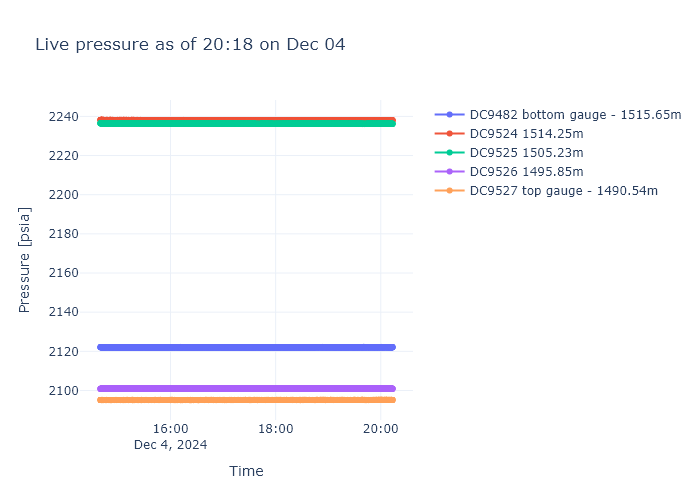 Live pressure as of 20:18 on Dec 04
DC9482 bottom gauge - 1515.65m
DC9524 1514.25m
DC9525 1505.23m
DC9526 1495.85m
DC9527 top gauge - 1490.54m
Pressure [psia]
2240
2220
2200
2180
2160
2140
2120
2100
16:00 18:00 20:00
Dec 4, 2024
Time